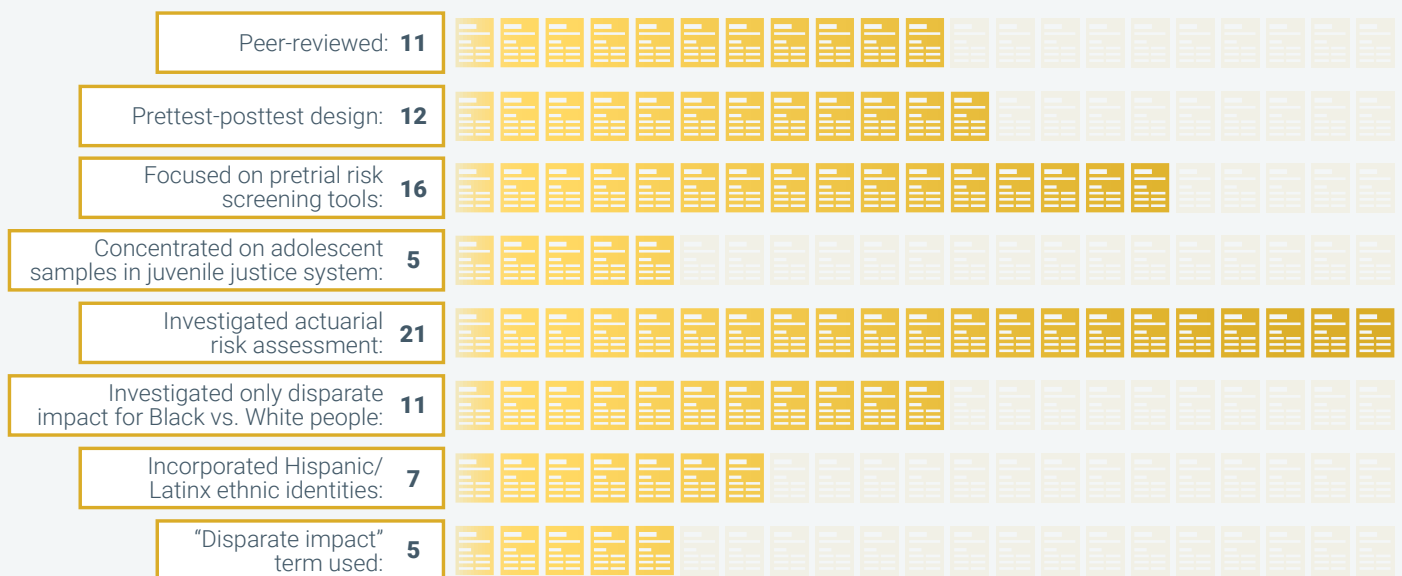 Peer-reviewed: 11
Prettest-posttest design: 12
Focused on pretrial risk
screening tools: 16
Concentrated on adolescent
samples in juvenile justice system: 5
Investigated actuarial
risk assessment: 21
Investigated only disparate
impact for Black vs. White people: 11
Incorporated Hispanic/
Latinx ethnic identities: 7
“Disparate impact”
term used: 5